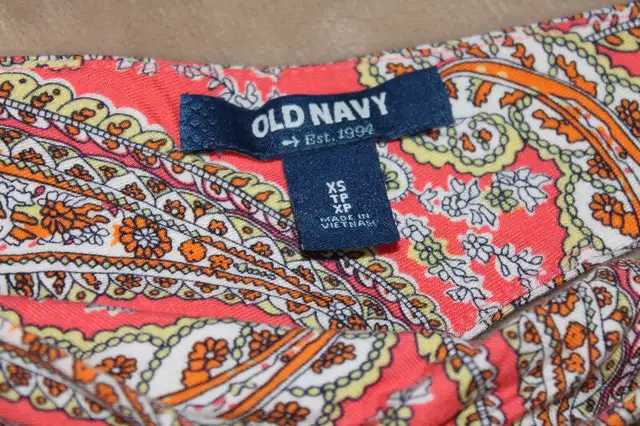 OLD NAVY
Est. 1994
XS
TP
XP
MADE IN
VIETNAM